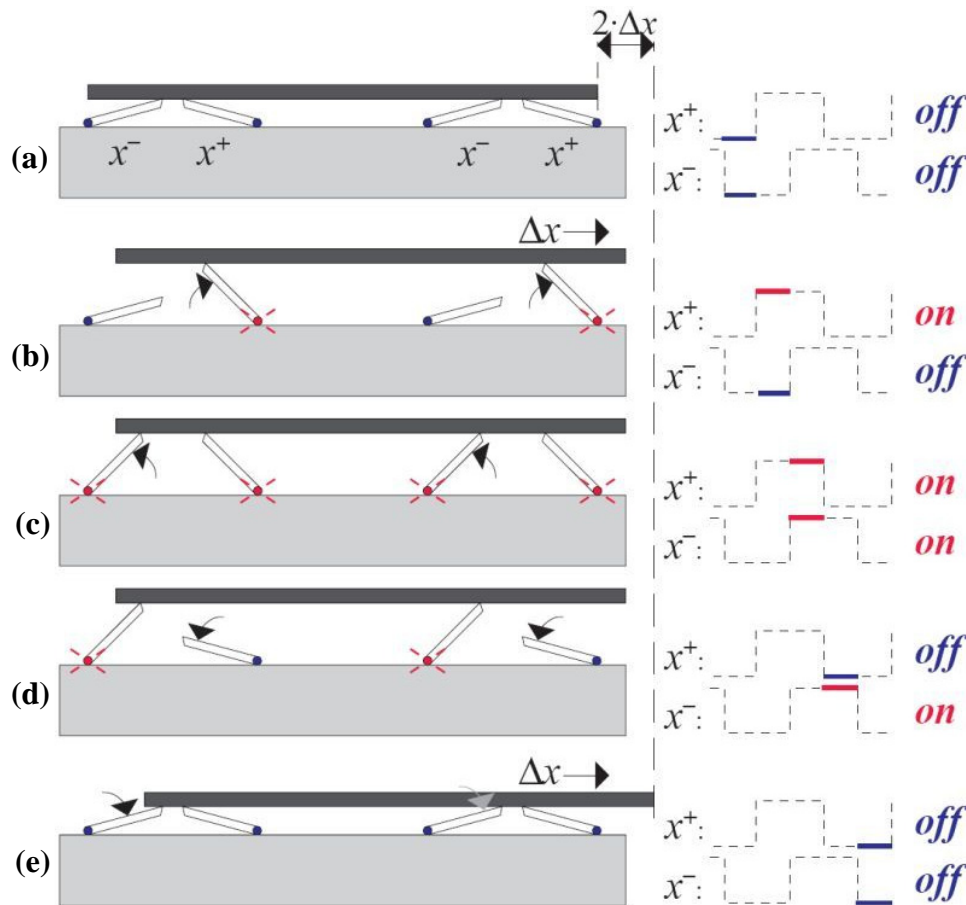 2·Δx
x⁺: off
(a) x⁻ x⁺ x⁻ x⁺
x⁻: off
Δx
x⁺: on
(b)
x⁻: off
x⁺: on
(c)
x⁻: on
x⁺: off
(d)
x⁻: on
Δx
x⁺: off
(e)
x⁻: off